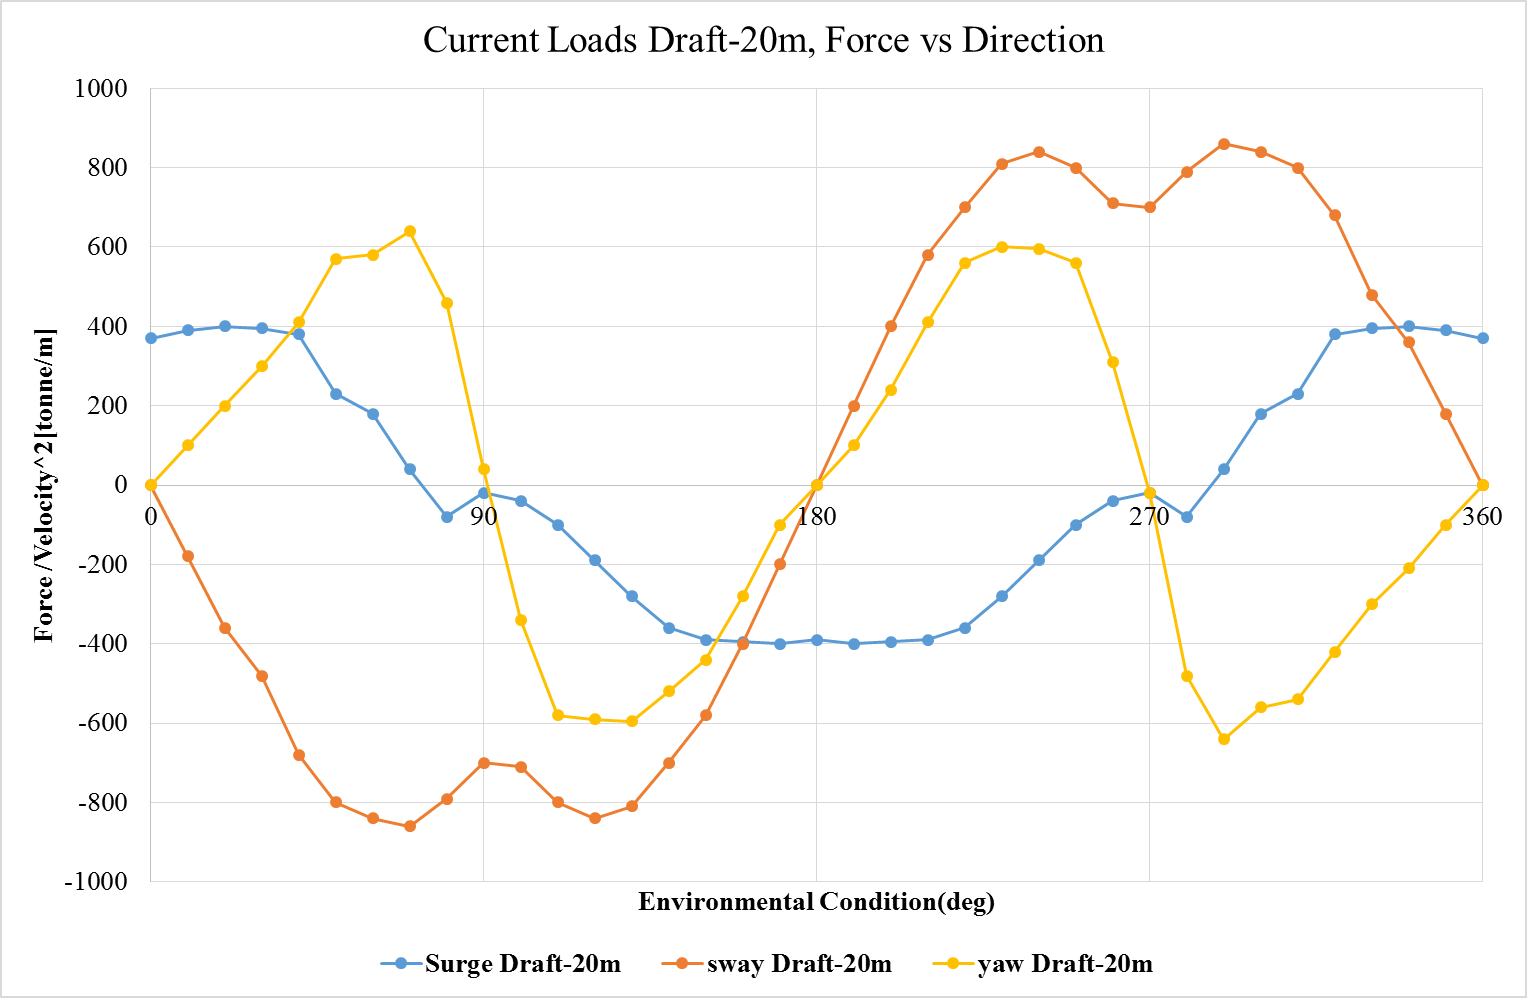 Current Loads Draft-20m, Force vs Direction
1000
800
600
400
200
0
-200
-400
-600
-800
-1000
0 90 180 270 360
Force /Velocity^2[tonne/m]
Environmental Condition(deg)
Surge Draft-20m sway Draft-20m yaw Draft-20m